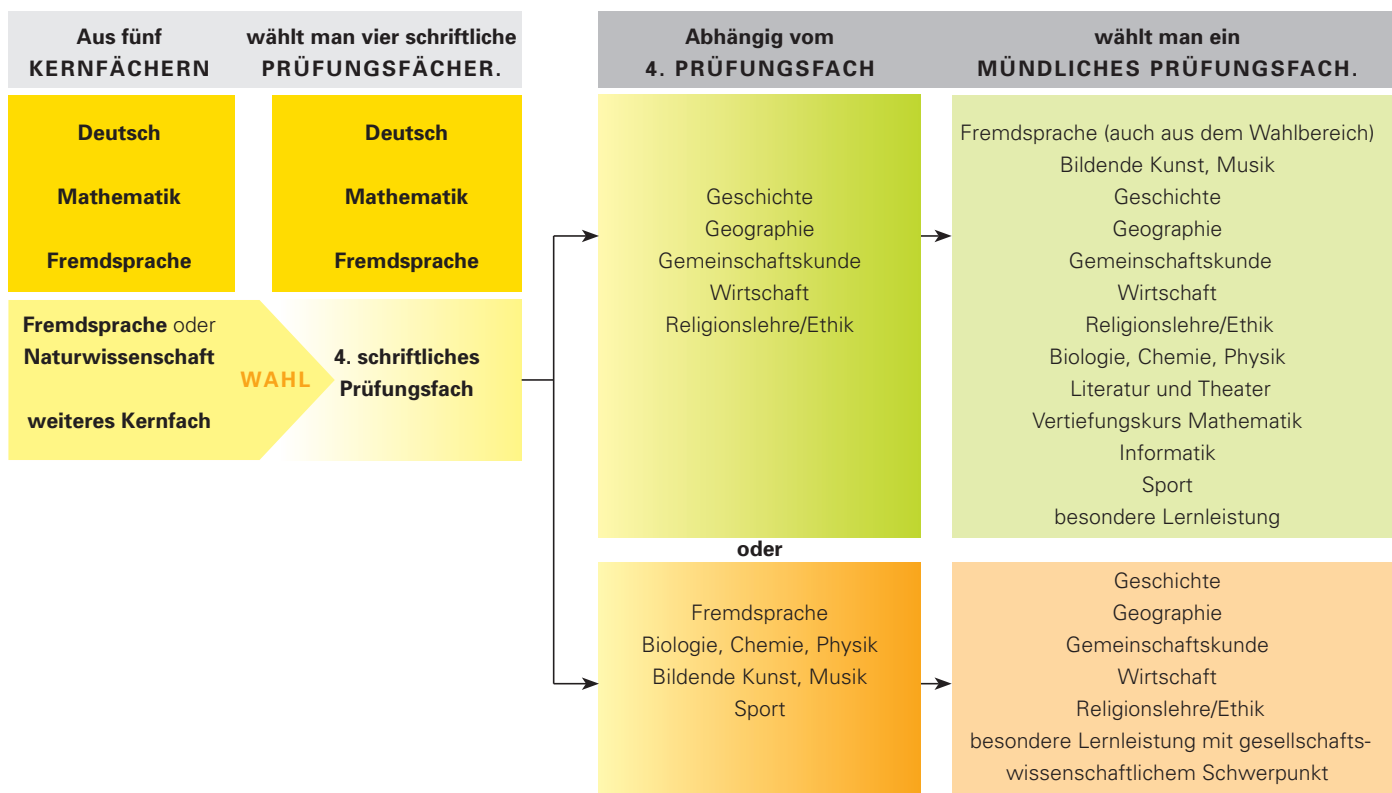 Aus fünf
KERNFÄCHERN
wählt man vier schriftliche
PRÜFUNGSFÄCHER.
Abhängig vom
4. PRÜFUNGSFACH
wählt man ein
MÜNDLICHES PRÜFUNGSFACH.
Deutsch
Mathematik
Fremdsprache
Fremdsprache oder
Naturwissenschaft
weiteres Kernfach
WAHL
Deutsch
Mathematik
Fremdsprache
4. schriftliches
Prüfungsfach
Geschichte
Geographie
Gemeinschaftskunde
Wirtschaft
Religionslehre/Ethik
Fremdsprache (auch aus dem Wahlbereich)
Bildende Kunst, Musik
Geschichte
Geographie
Gemeinschaftskunde
Wirtschaft
Religionslehre/Ethik
Biologie, Chemie, Physik
Literatur und Theater
Vertiefungskurs Mathematik
Informatik
Sport
besondere Lernleistung
oder
Fremdsprache
Biologie, Chemie, Physik
Bildende Kunst, Musik
Sport
Geschichte
Geographie
Gemeinschaftskunde
Wirtschaft
Religionslehre/Ethik
besondere Lernleistung mit gesellschafts-
wissenschaftlichem Schwerpunkt